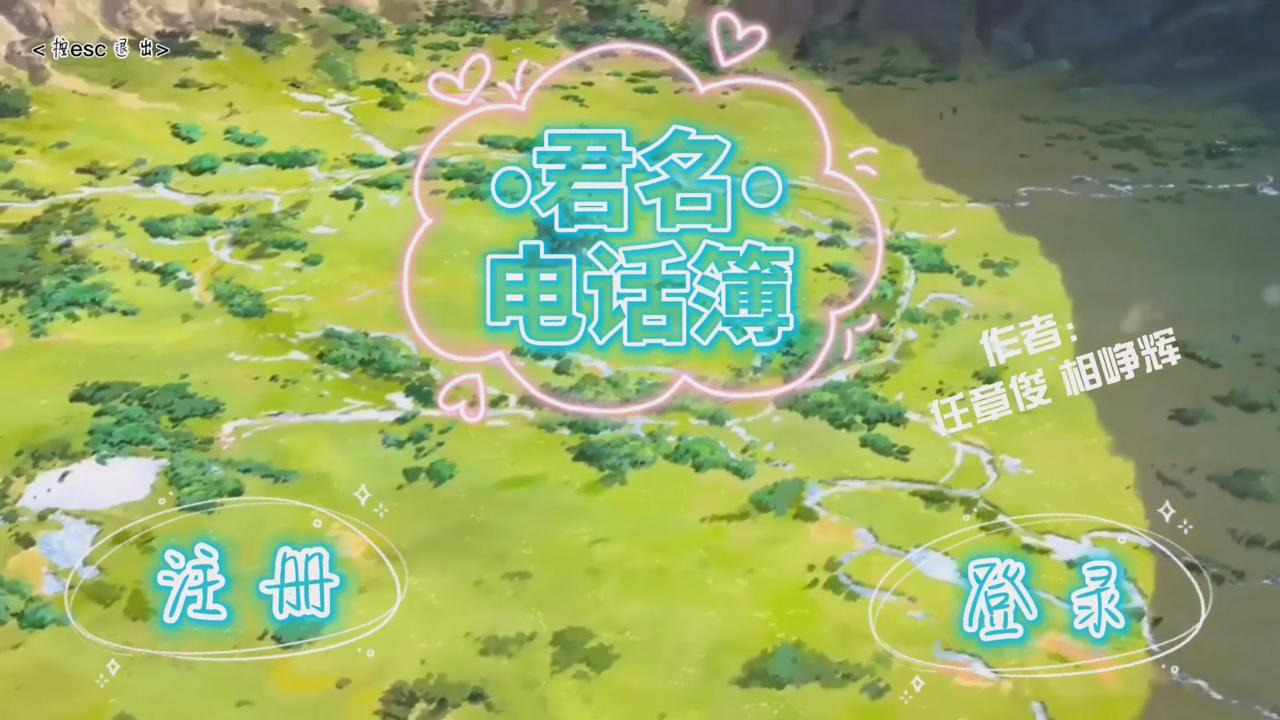 <按esc退出>
·君名·
电话簿
作者：
任章俊 相峥辉
注册
登录